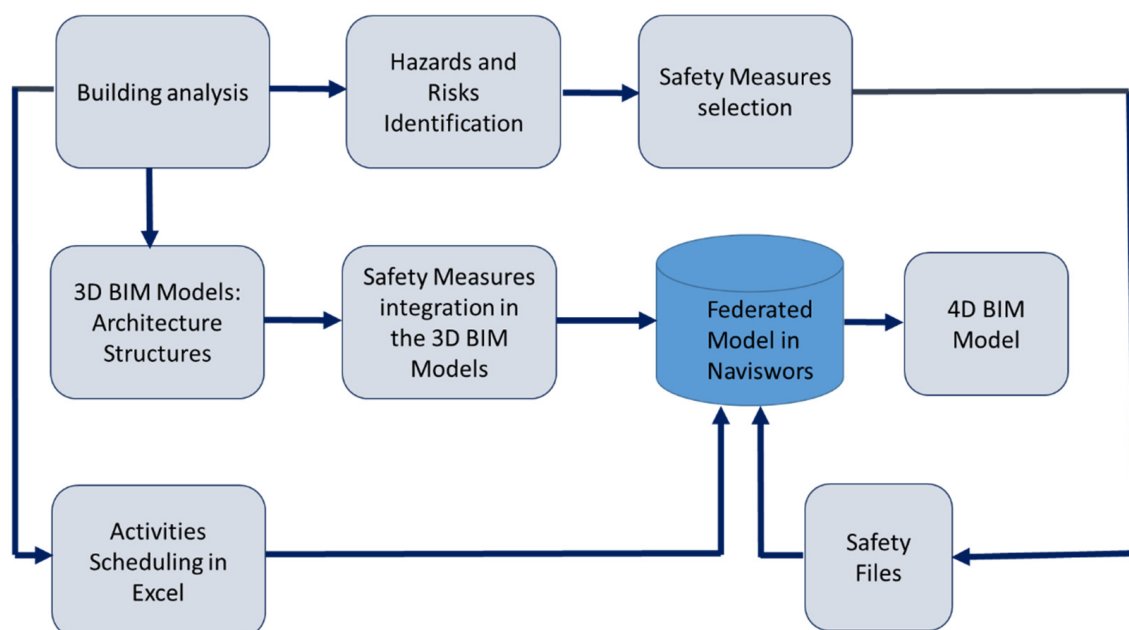 Building analysis
Hazards and
Risks
Identification
Safety Measures
selection
3D BIM Models:
Architecture
Structures
Safety Measures
integration in
the 3D BIM
Models
Federated
Model in
Naviswors
4D BIM
Model
Activities
Scheduling in
Excel
Safety
Files